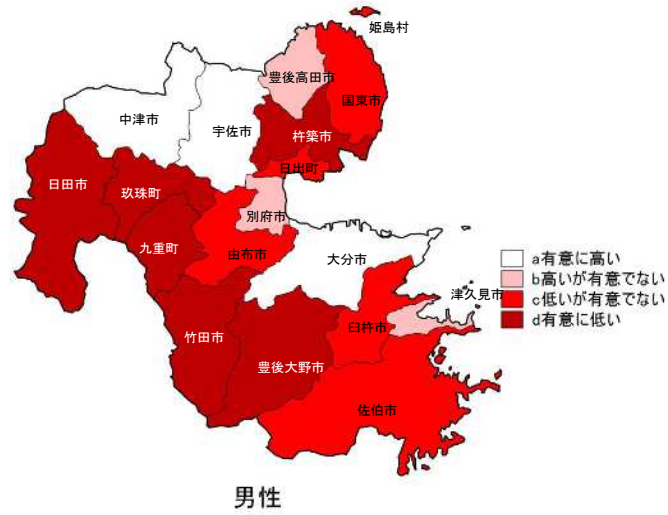 姫島村
豊後高田市
国東市
中津市
宇佐市
杵築市
日出町
日田市
玖珠町
別府市
九重町
由布市
大分市
a有意に高い
b高いが有意でない
c低いが有意でない
d有意に低い
津久見市
臼杵市
竹田市
豊後大野市
佐伯市
男性